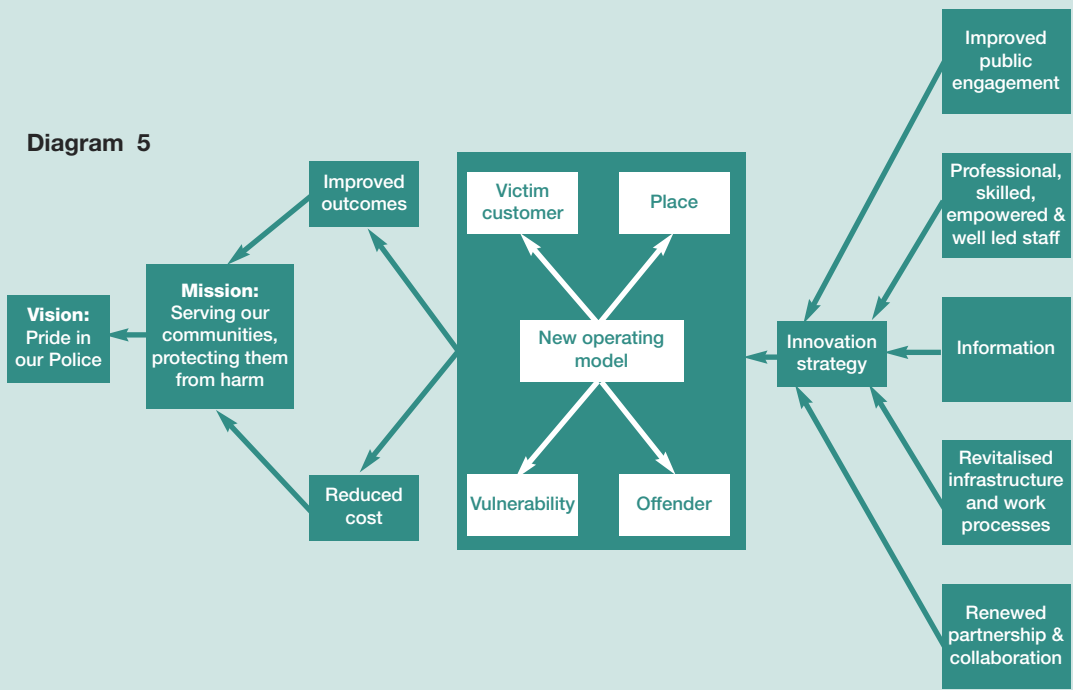 Diagram 5
Vision:
Pride in
our Police
Mission:
Serving our
communities,
protecting them
from harm
Improved
outcomes
Reduced
cost
Victim
customer
Place
New operating
model
Vulnerability
Offender
Innovation
strategy
Improved
public
engagement
Professional,
skilled,
empowered &
well led staff
Information
Revitalised
infrastructure
and work
processes
Renewed
partnership &
collaboration